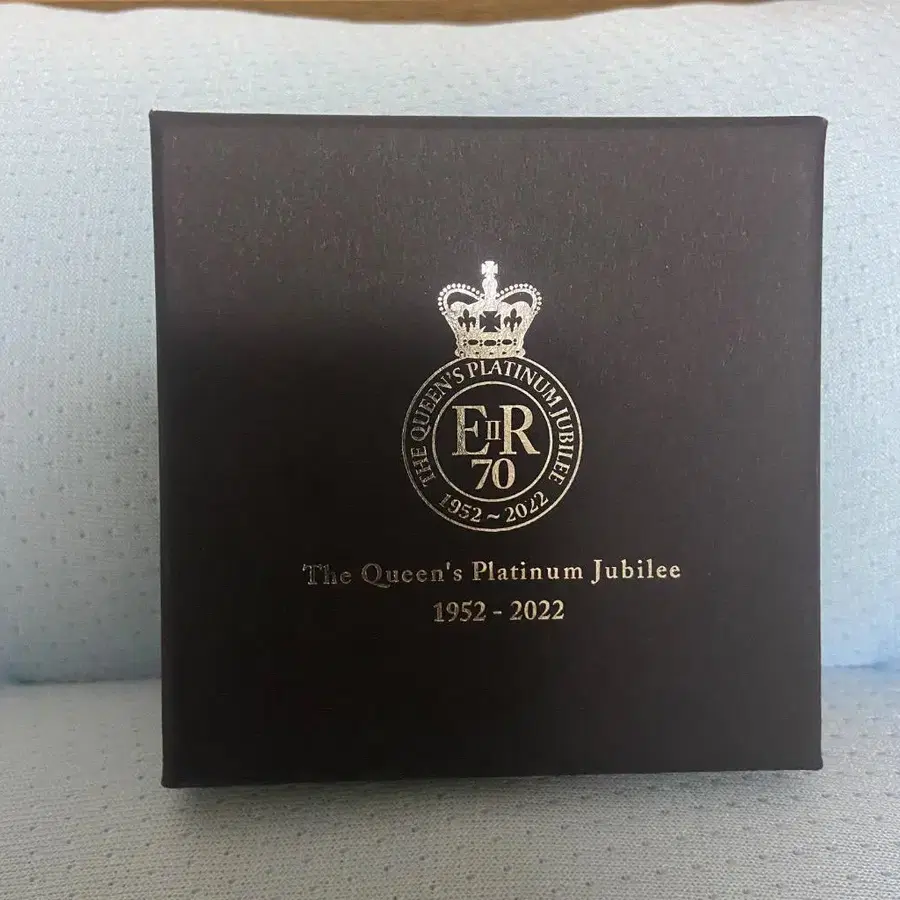 THE QUEEN'S PLATINUM JUBILEE
EIIR
70
1952 ~ 2022
The Queen's Platinum Jubilee
1952 - 2022